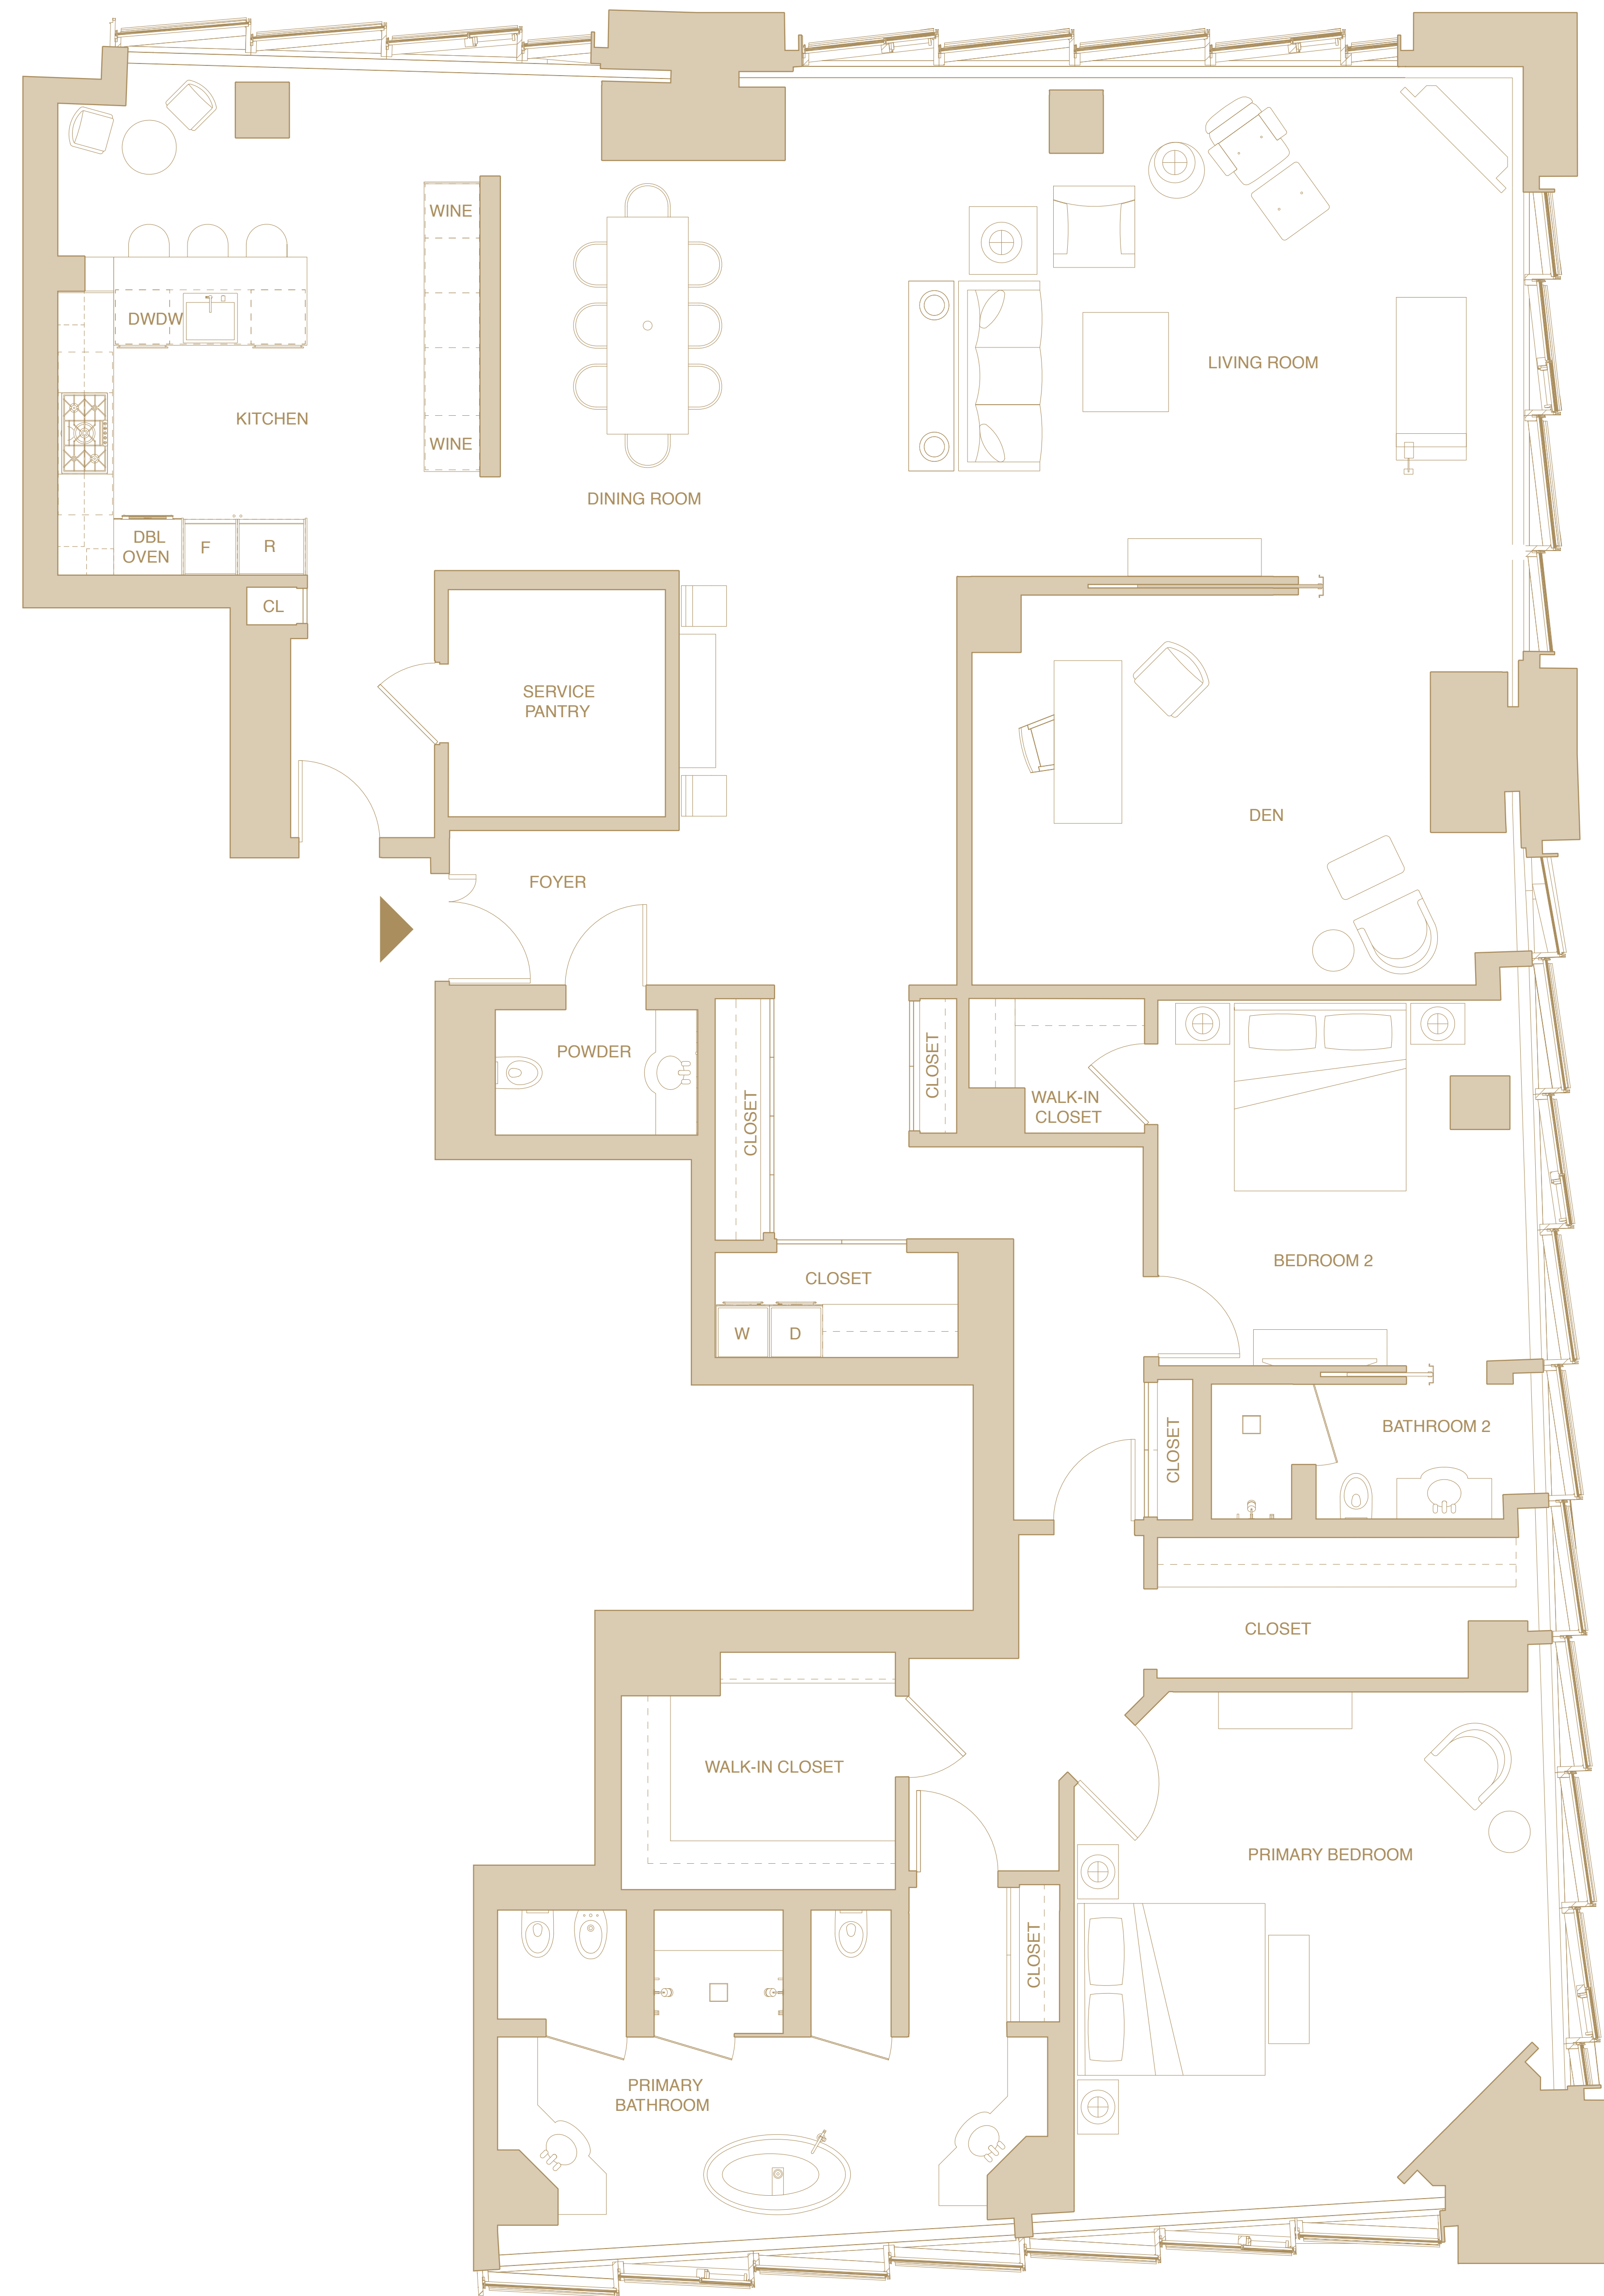 WINE
DWDW
LIVING ROOM
KITCHEN
WINE
DINING ROOM
DBL
OVEN
F
R
CL
SERVICE
PANTRY
DEN
FOYER
POWDER
CLOSET
CLOSET
WALK-IN
CLOSET
BEDROOM 2
CLOSET
W
D
CLOSET
BATHROOM 2
CLOSET
WALK-IN CLOSET
PRIMARY BEDROOM
CLOSET
PRIMARY
BATHROOM